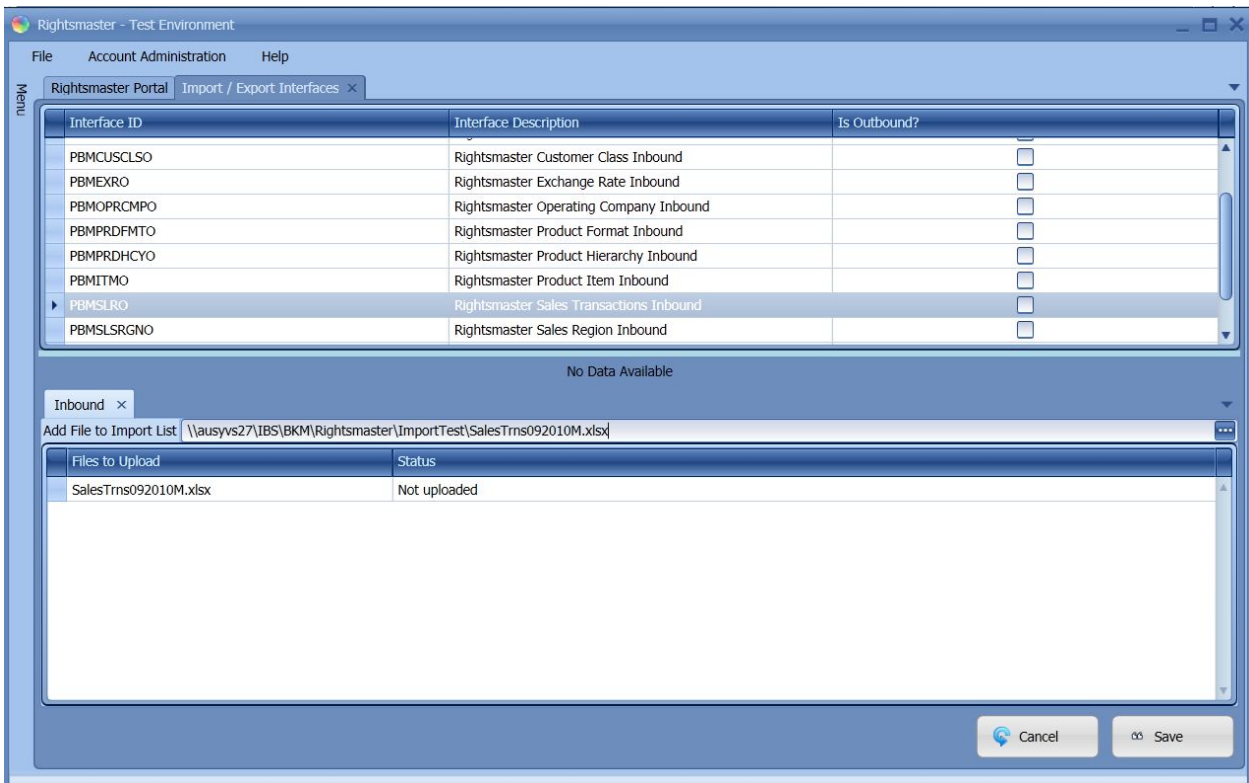 Rightsmaster - Test Environment
File Account Administration Help
Menu
Rightsmaster Portal Import / Export Interfaces
Interface ID Interface Description Is Outbound?
PBMCUSCLSO Rightsmaster Customer Class Inbound
PBMEXRO Rightsmaster Exchange Rate Inbound
PBMOPRCMPO Rightsmaster Operating Company Inbound
PBMPRDFMTO Rightsmaster Product Format Inbound
PBMPRDHCYO Rightsmaster Product Hierarchy Inbound
PBMITMO Rightsmaster Product Item Inbound
PBMSLRO Rightsmaster Sales Transactions Inbound
PBMSLSRGNO Rightsmaster Sales Region Inbound
No Data Available
Inbound
Add File to Import List \\ausyvs27\IBS\BKM\Rightsmaster\ImportTest\SalesTrns092010M.xlsx
Files to Upload Status
SalesTrns092010M.xlsx Not uploaded
Cancel Save